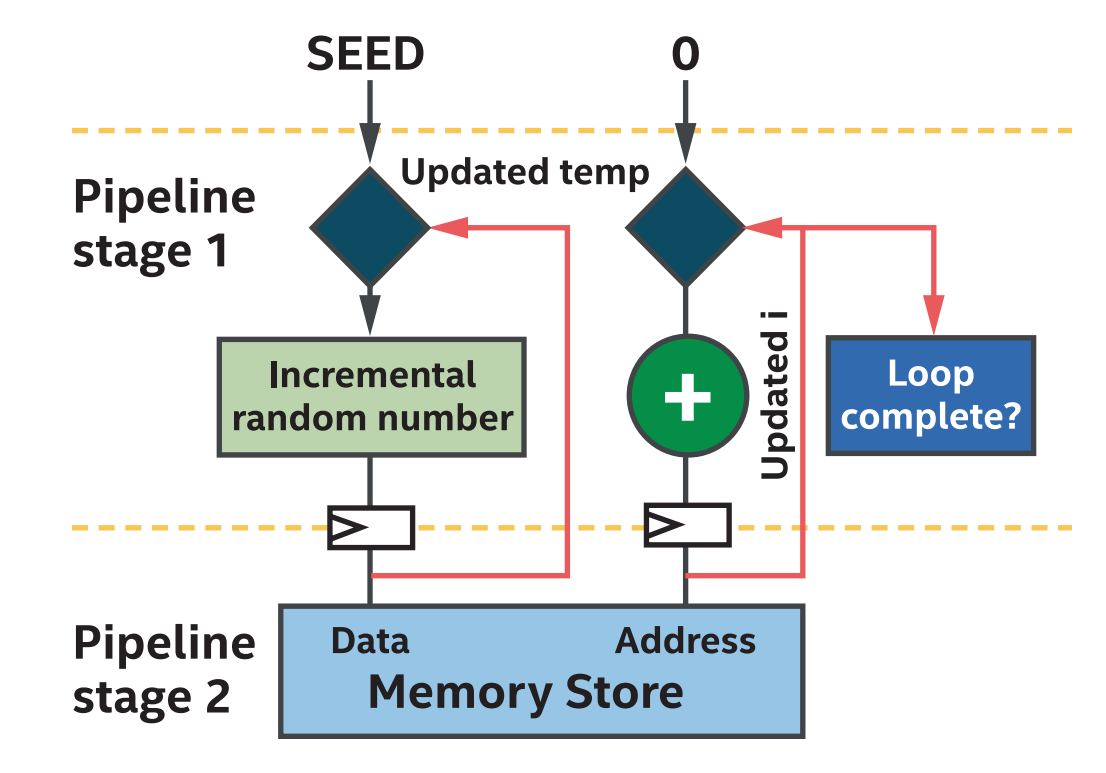 SEED
0
Pipeline
stage 1
Updated temp
Incremental
random number
+
Updated i
Loop
complete?
Pipeline
stage 2
Data
Address
Memory Store